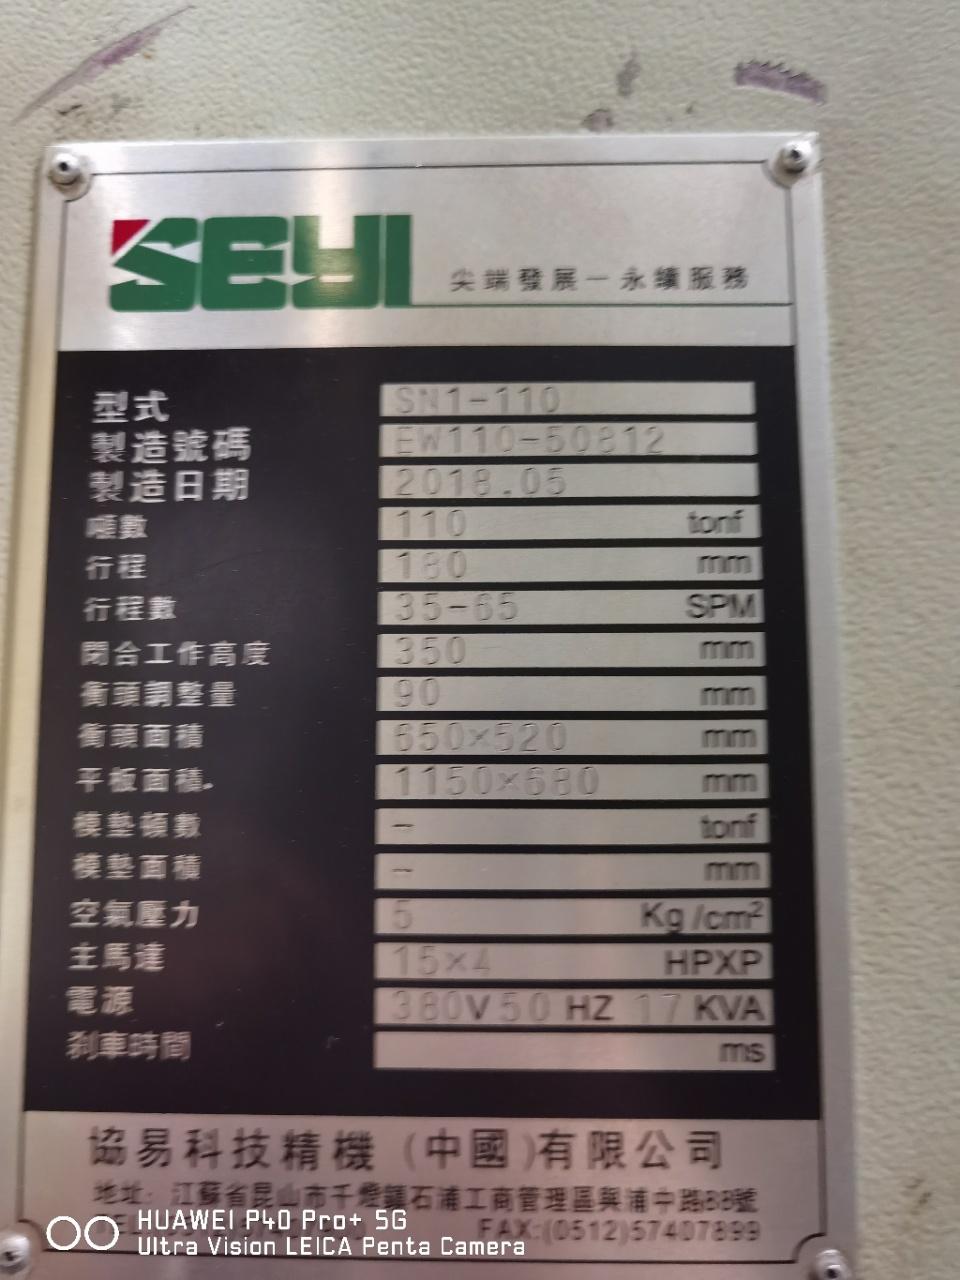 SEYI
尖端發展一永續服務
型式 SN1-110
製造號碼 EW110-50812
製造日期 2018.05
噸數 110 tonf
行程 180 mm
行程數 35-65 SPM
閉合工作高度 350 mm
衝頭調整量 90 mm
衝頭面積 650×520 mm
平板面積 1150×680 mm
模墊頓數 - tonf
模墊面積 - mm
空氣壓力 5 Kg/cm²
主馬達 15×4 HPXP
電源 380V 50 HZ 17 KVA
刹車時間 ms
協易科技精機(中國)有限公司
地址: 江蘇省昆山市千燈鎮石浦工商管理區與浦中路88號
FAX:(0512)57407899
HUAWEI P40 Pro+ 5G
Ultra Vision LEICA Penta Camera